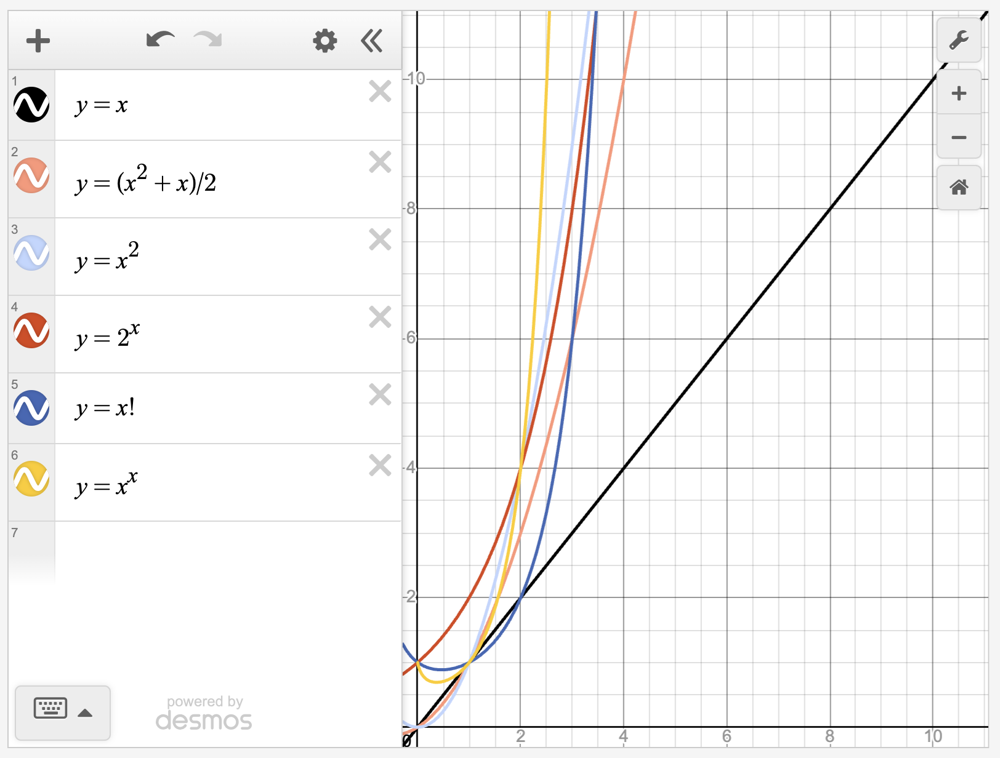 1
y = x
2
y = (x² + x)/2
3
y = x²
4
y = 2ˣ
5
y = x!
6
y = xˣ
7
powered by
desmos
10
8
6
4
2
0
2 4 6 8 10